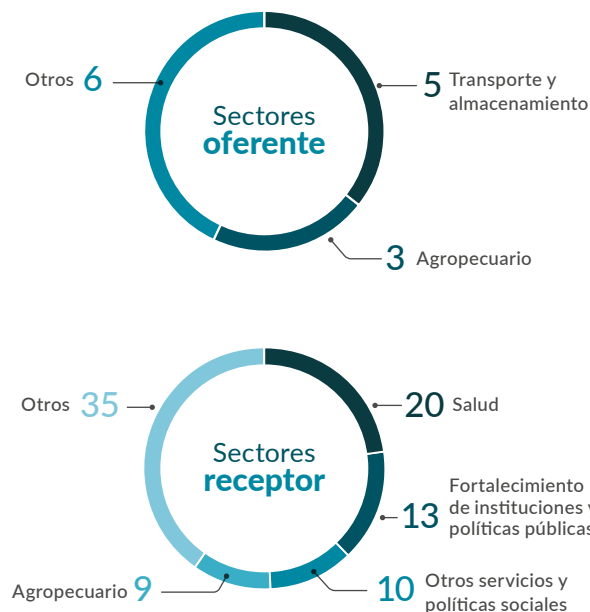 Otros 6
Sectores
oferente
5 Transporte y
almacenamiento
3 Agropecuario
Otros 35
Sectores
receptor
20 Salud
13 Fortalecimiento
de instituciones y
políticas públicas
Agropecuario 9
10 Otros servicios y
políticas sociales